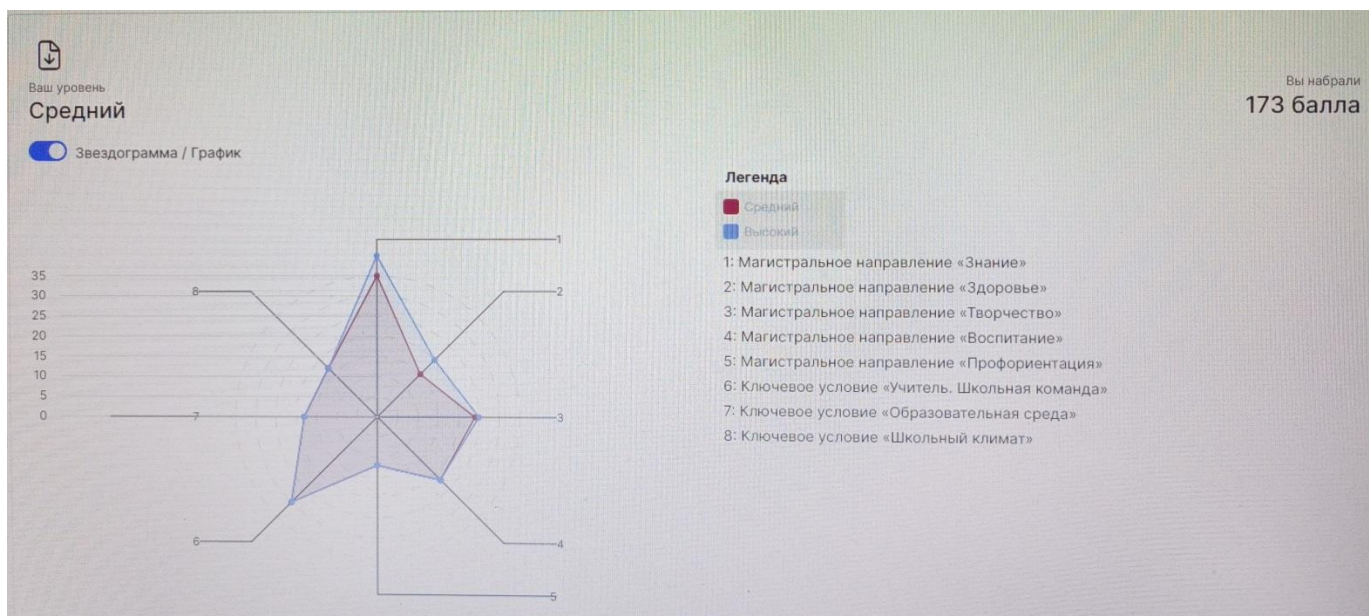 Ваш уровень
Средний
Вы набрали
173 балла
Звездограмма / График
Легенда
Средний
Высокий
1: Магистральное направление «Знание»
2: Магистральное направление «Здоровье»
3: Магистральное направление «Творчество»
4: Магистральное направление «Воспитание»
5: Магистральное направление «Профориентация»
6: Ключевое условие «Учитель. Школьная команда»
7: Ключевое условие «Образовательная среда»
8: Ключевое условие «Школьный климат»
35
30
25
20
15
10
5
0
1
2
3
4
5
6
7
8